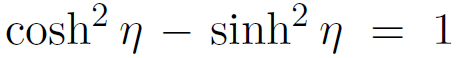 cosh² η − sinh² η = 1